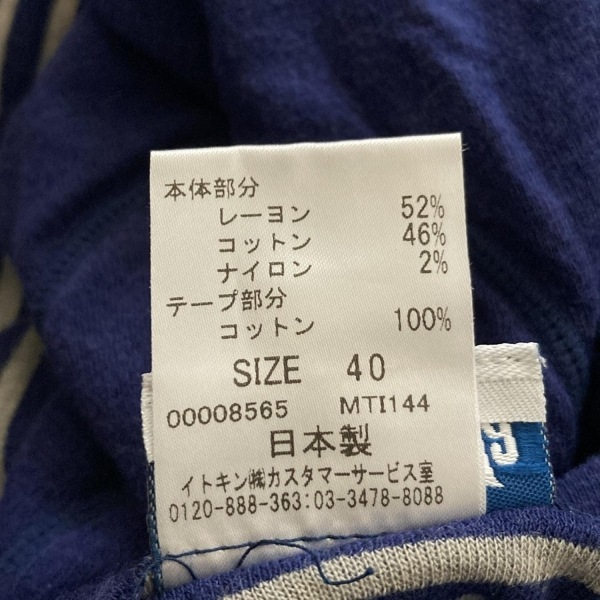 本体部分
レーヨン 52%
コットン 46%
ナイロン 2%
テープ部分
コットン 100%
SIZE 40
00008565 MTI144
日本製
イトキン㈱カスタマーサービス室
0120-888-363:03-3478-8088